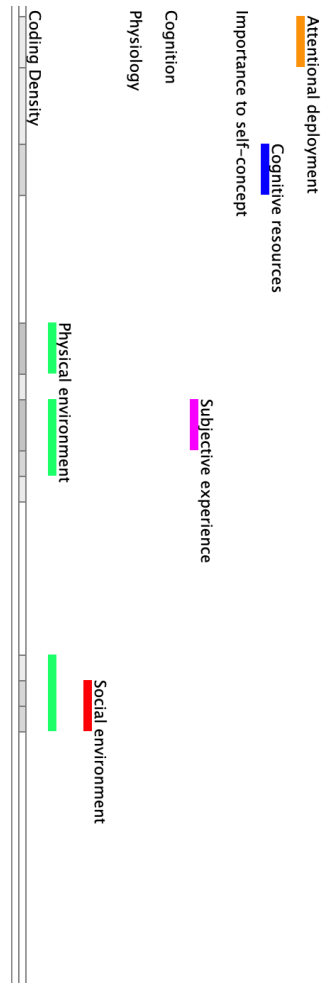 Attentional deployment
Cognitive resources
Importance to self-concept
Subjective experience
Cognition
Physiology
Social environment
Physical environment
Coding Density